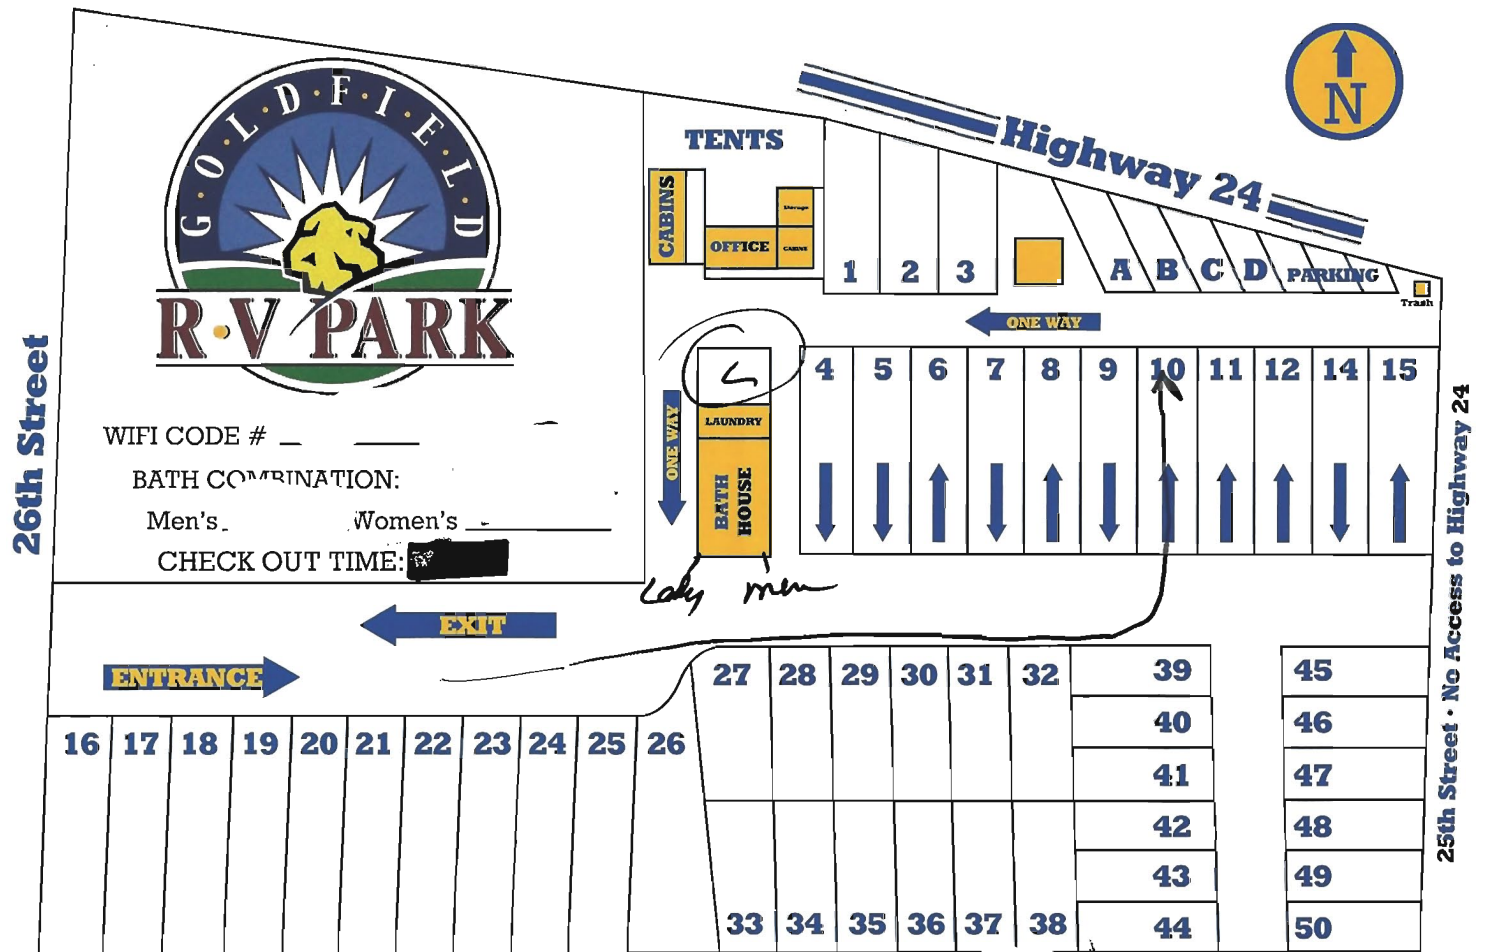 GOLDFIELD
R·V PARK
WIFI CODE #
BATH COMBINATION:
Men's
Women's
CHECK OUT TIME:
26th Street
EXIT
ENTRANCE
TENTS
CABINS
OFFICE
Storage
CABINS
Highway 24
N
1 2 3
A B C D PARKING
Trash
ONE WAY
ONE WAY
LAUNDRY
BATH HOUSE
Lady men
4 5 6 7 8 9 10 11 12 14 15
25th Street · No Access to Highway 24
16 17 18 19 20 21 22 23 24 25 26
27 28 29 30 31 32
33 34 35 36 37 38
39
40
41
42
43
44
45
46
47
48
49
50